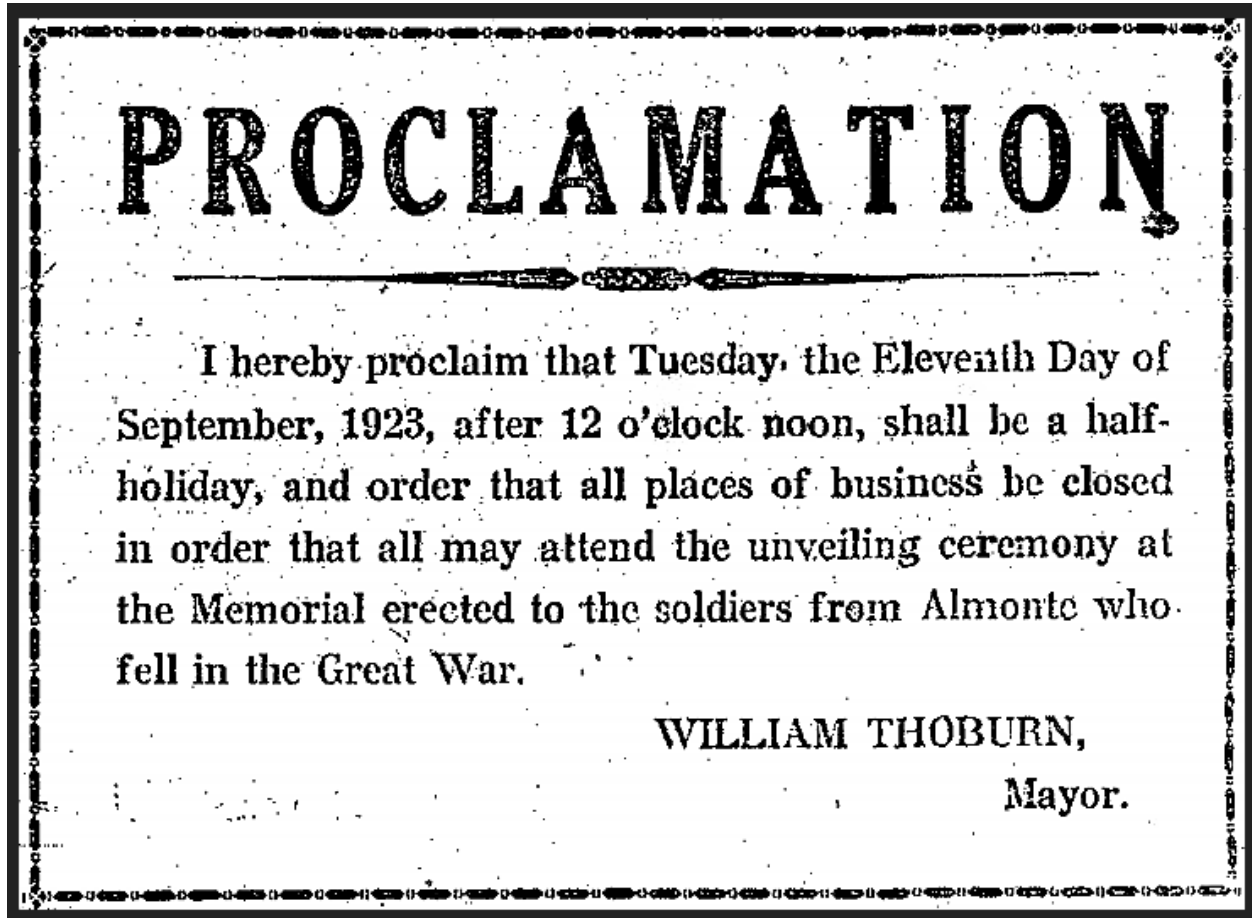 PROCLAMATION
I hereby proclaim that Tuesday, the Eleventh Day of
September, 1923, after 12 o'clock noon, shall be a half-
holiday, and order that all places of business be closed
in order that all may attend the unveiling ceremony at
the Memorial erected to the soldiers from Almonte who
fell in the Great War.
WILLIAM THOBURN,
Mayor.